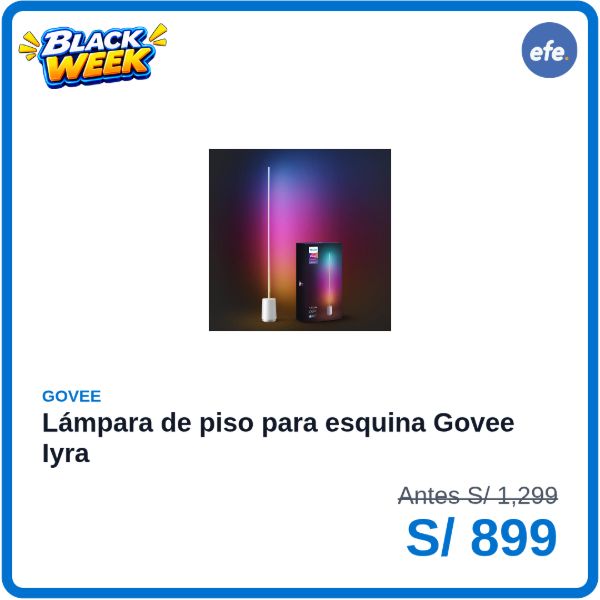 BLACK
WEEK
efe.
GOVEE
Lámpara de piso para esquina Govee
lyra
Antes S/ 1,299
S/ 899